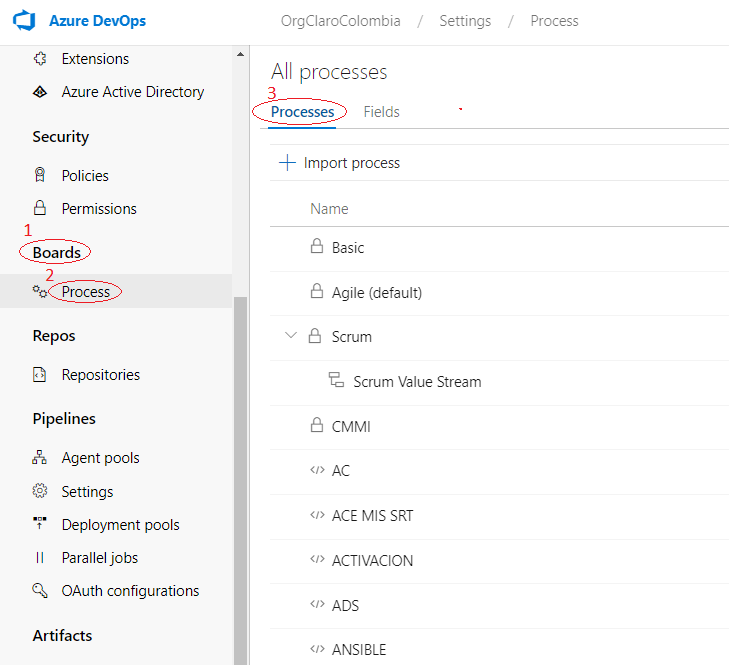 Azure DevOps
OrgClaroColombia / Settings / Process
Extensions
Azure Active Directory
Security
Policies
Permissions
1
Boards
2
Process
Repos
Repositories
Pipelines
Agent pools
Settings
Deployment pools
Parallel jobs
OAuth configurations
Artifacts
All processes
3
Processes Fields
Import process
Name
Basic
Agile (default)
Scrum
Scrum Value Stream
CMMI
AC
ACE MIS SRT
ACTIVACION
ADS
ANSIBLE